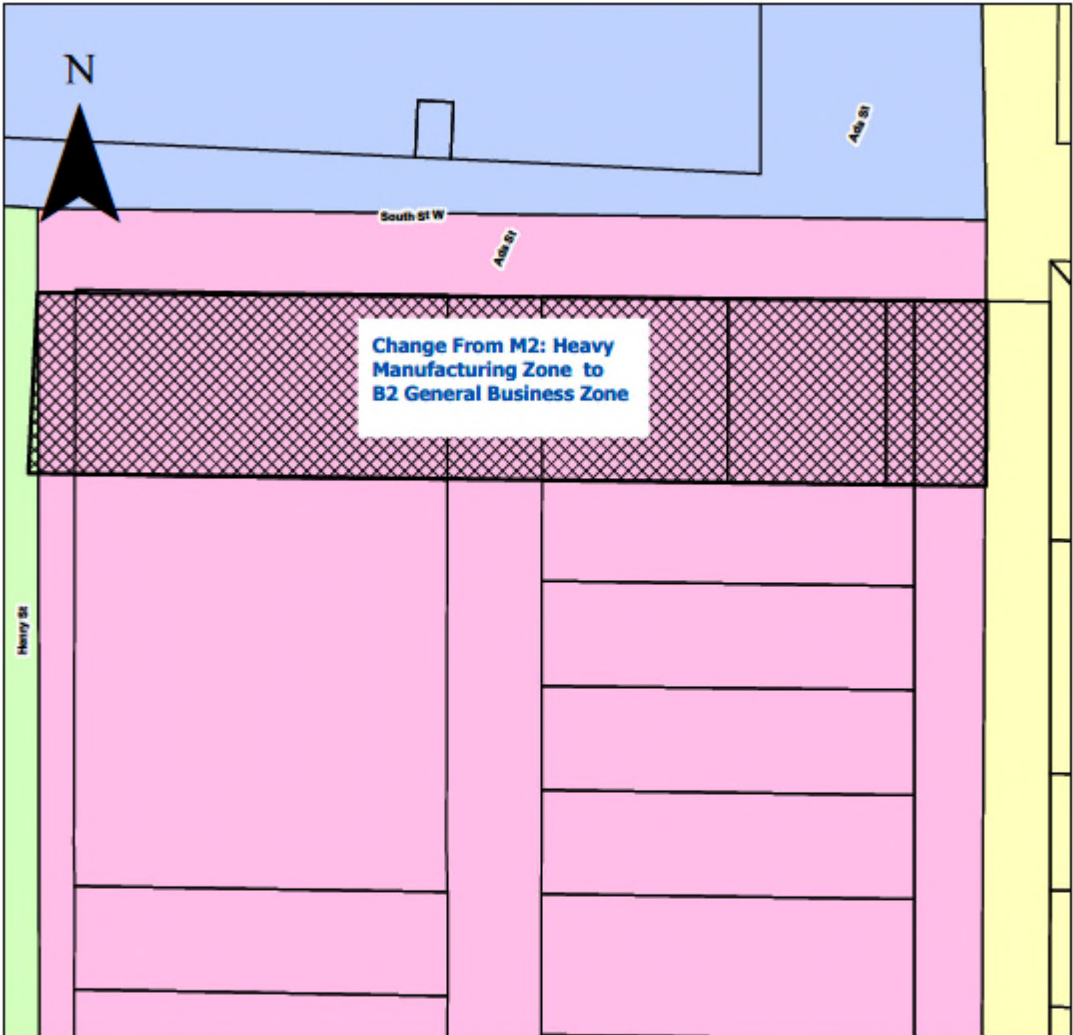 N
Ada St
South St W
Ada St
Change From M2: Heavy
Manufacturing Zone to
B2 General Business Zone
Henry St